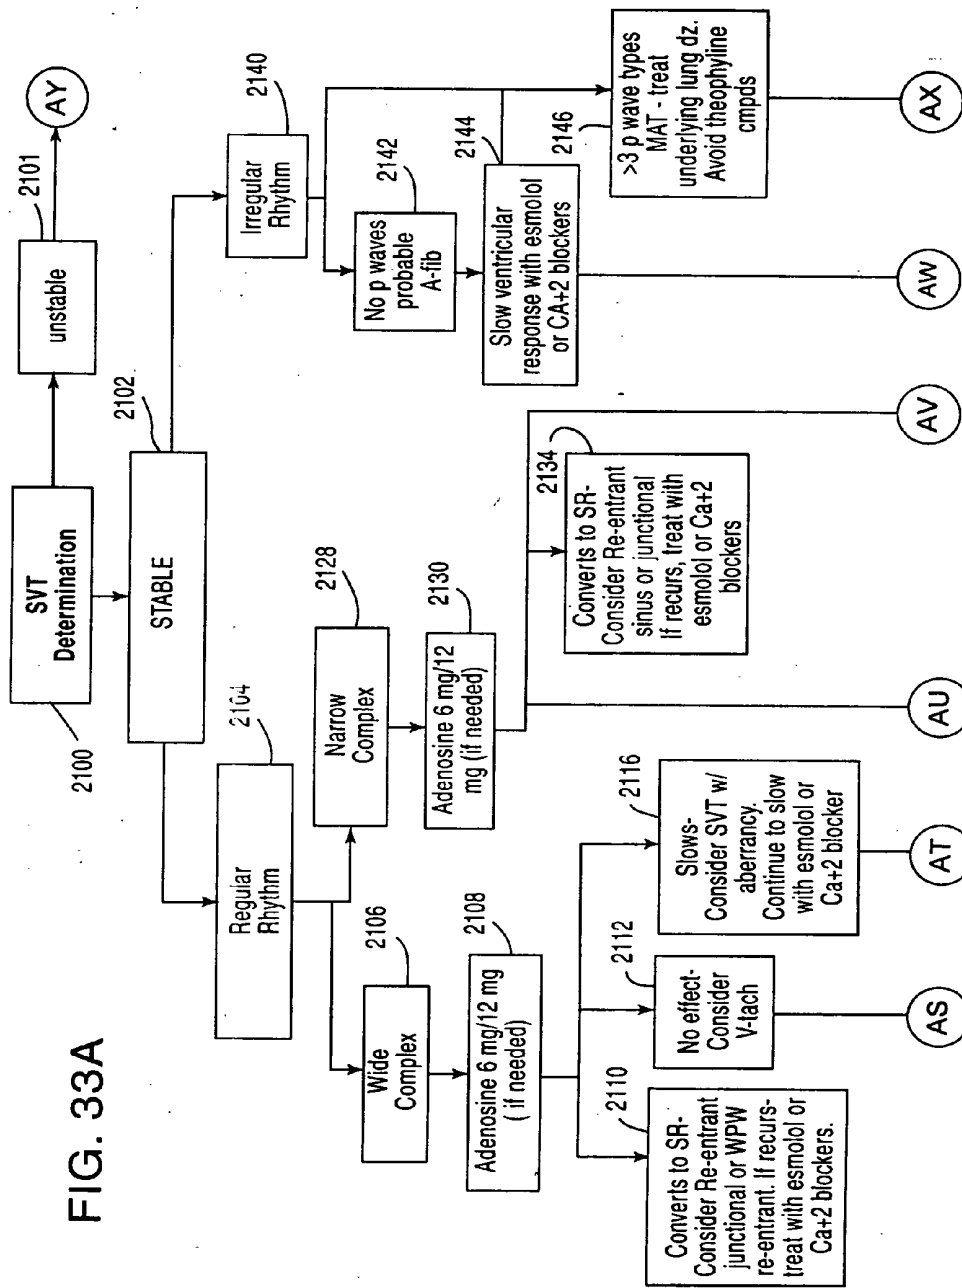 FIG. 33A
SVT
Determination
2100
unstable
2101
AY
STABLE
2102
Regular
Rhythm
2104
Irregular
Rhythm
2140
Wide
Complex
2106
Narrow
Complex
2128
No p waves
probable
A-fib
2142
Adenosine 6 mg/12 mg
( if needed)
2108
Adenosine 6 mg/12
mg (if needed)
2130
Slow ventricular
response with esmolol
or CA+2 blockers
2144
>3 p wave types
MAT - treat
underlying lung dz.
Avoid theophyline
cmpds
2146
Converts to SR-
Consider Re-entrant
junctional or WPW
re-entrant. If recurs-
treat with esmolol or
Ca+2 blockers.
2110
No effect-
Consider
V-tach
2112
Slows-
Consider SVT w/
aberrancy.
Continue to slow
with esmolol or
Ca+2 blocker
2116
Converts to SR-
Consider Re-entrant
sinus or junctional
If recurs, treat with
esmolol or Ca+2
blockers
2134
AS
AT
AU
AV
AW
AX